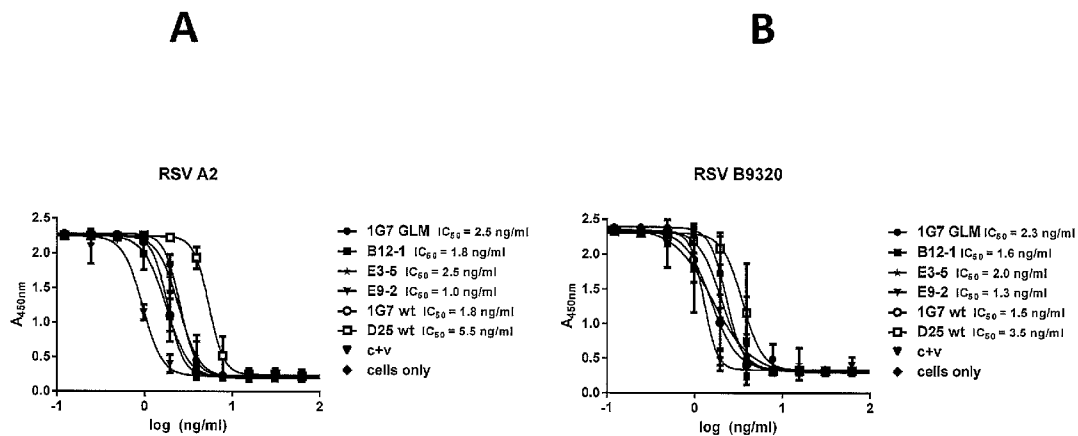 A
B
RSV A2
RSV B9320
2.5
2.0
1.5
1.0
0.5
0.0
A450nm
-1
0
1
2
log (ng/ml)
1G7 GLM IC50 = 2.5 ng/ml
B12-1 IC50 = 1.8 ng/ml
E3-5 IC50 = 2.5 ng/ml
E9-2 IC50 = 1.0 ng/ml
1G7 wt IC50 = 1.8 ng/ml
D25 wt IC50 = 5.5 ng/ml
c+v
cells only
2.5
2.0
1.5
1.0
0.5
0.0
A450nm
-1
0
1
2
log (ng/ml)
1G7 GLM IC50 = 2.3 ng/ml
B12-1 IC50 = 1.6 ng/ml
E3-5 IC50 = 2.0 ng/ml
E9-2 IC50 = 1.3 ng/ml
1G7 wt IC50 = 1.5 ng/ml
D25 wt IC50 = 3.5 ng/ml
c+v
cells only